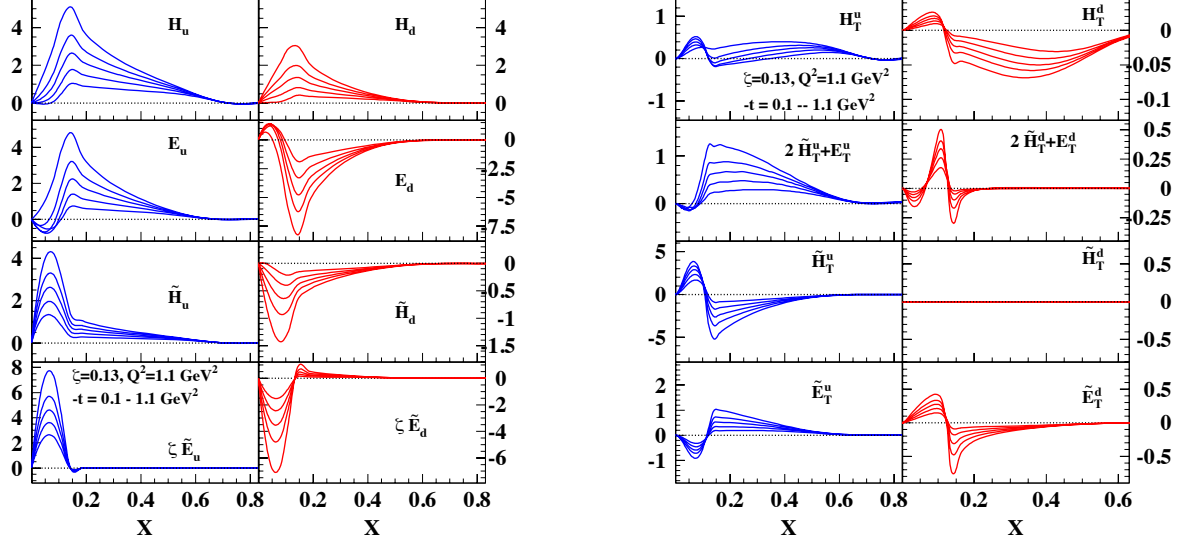 H_u
H_d
4
2
0
E_u
E_d
4
2
0
0
-2.5
-5
-7.5
H̃_u
H̃_d
4
2
0
0
-0.5
-1
-1.5
ζ=0.13, Q²=1.1 GeV²
-t = 0.1 - 1.1 GeV²
ζ Ẽ_u
ζ Ẽ_d
8
6
4
2
0
0
-2
-4
-6
0.2 0.4 0.6 0.8 0.2 0.4 0.6 0.8
X X
H_T^u
H_T^d
1
0
-1
0
-0.05
-0.1
ζ=0.13, Q²=1.1 GeV²
-t = 0.1 -- 1.1 GeV²
2 H̃_T^u+E_T^u
2 H̃_T^d+E_T^d
1
0
0.5
0.25
0
-0.25
H̃_T^u
H̃_T^d
5
0
-5
0.5
0
-0.5
Ẽ_T^u
Ẽ_T^d
2
1
0
-1
0.5
0
-0.5
0.2 0.4 0.6 0.8 0.2 0.4 0.6
X X